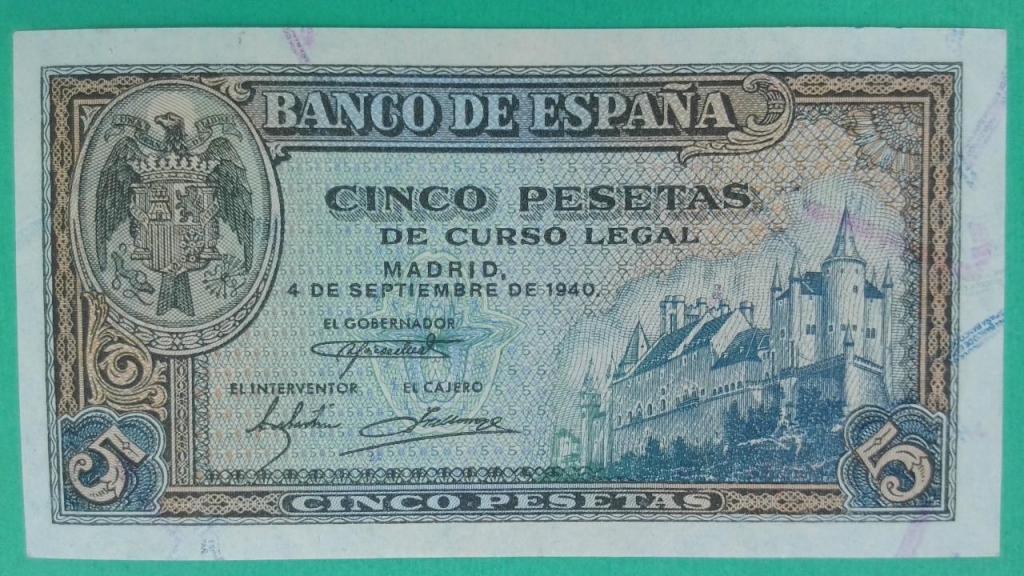 BANCO DE ESPAÑA
CINCO PESETAS
DE CURSO LEGAL
MADRID,
4 DE SEPTIEMBRE DE 1940.
EL GOBERNADOR
EL INTERVENTOR EL CAJERO
5 5
CINCO PESETAS